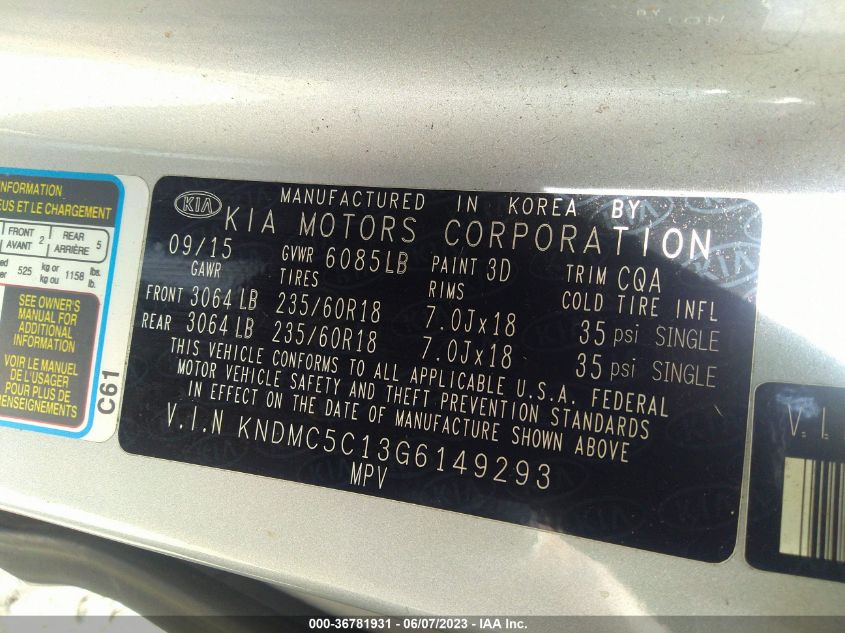 NFORMATION
EUS ET LE CHARGEMENT
FRONT 2 REAR 5
AVANT ARRIÈRE
525 kg or 1158 lbs.
kg ou lb.
SEE OWNER'S
MANUAL FOR
ADDITIONAL
INFORMATION
VOIR LE MANUEL
DE L'USAGER
POUR PLUS DE
RENSEIGNEMENTS
C61
KIA
MANUFACTURED IN KOREA BY
KIA MOTORS CORPORATION
09/15 GVWR 6085LB PAINT 3D TRIM CQA
GAWR TIRES RIMS COLD TIRE INFL
FRONT 3064 LB 235/60R18 7.0Jx18 35 psi SINGLE
REAR 3064 LB 235/60R18 7.0Jx18 35 psi SINGLE
THIS VEHICLE CONFORMS TO ALL APPLICABLE U.S.A. FEDERAL
MOTOR VEHICLE SAFETY AND THEFT PREVENTION STANDARDS
IN EFFECT ON THE DATE OF MANUFACTURE SHOWN ABOVE
V.I.N KNDMC5C13G6149293
MPV
V.I.
000-36781931 - 06/07/2023 - IAA Inc.